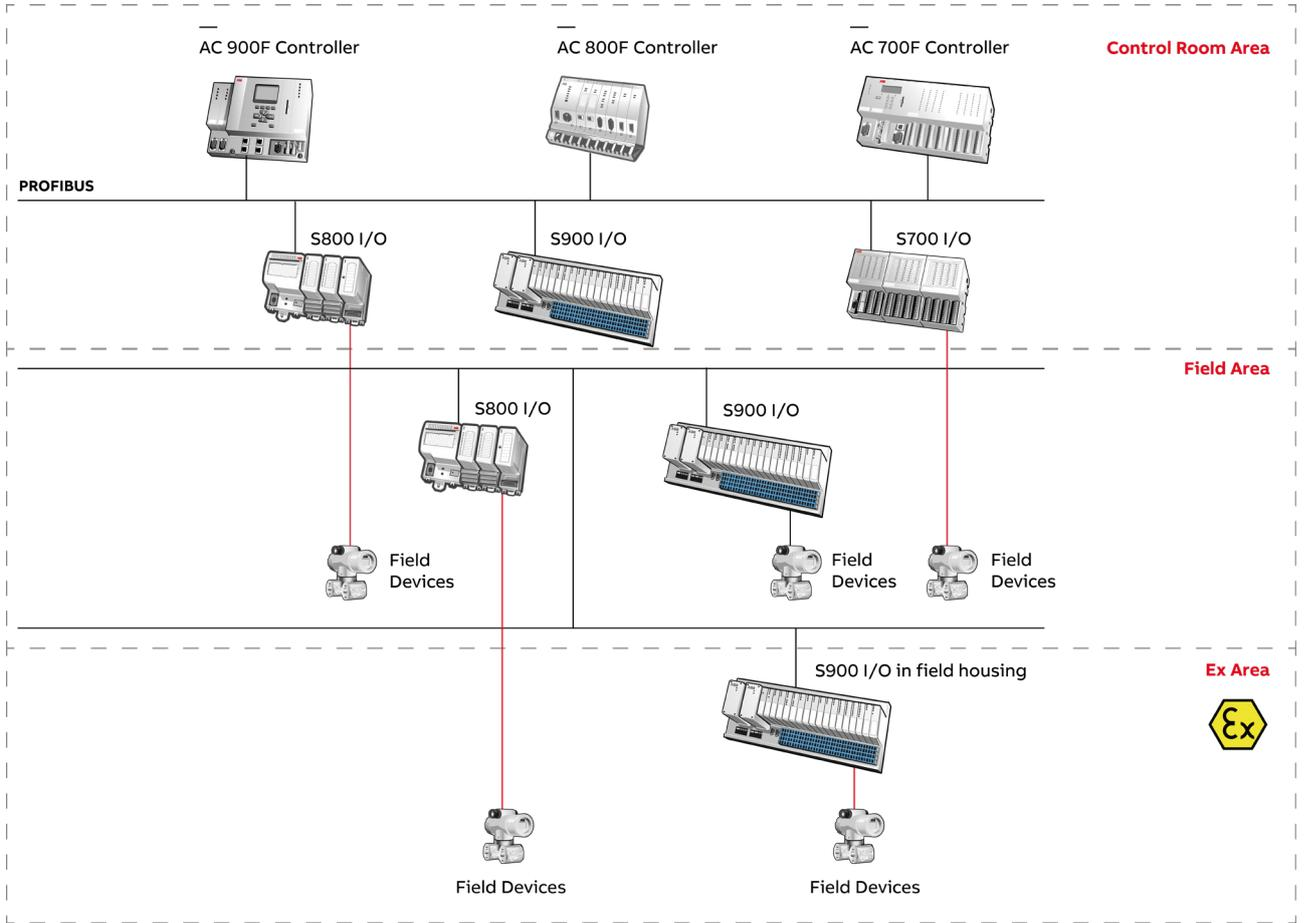 AC 900F Controller
AC 800F Controller
AC 700F Controller
Control Room Area
PROFIBUS
S800 I/O
S900 I/O
S700 I/O
Field Area
S800 I/O
S900 I/O
Field
Devices
Field
Devices
Field
Devices
S900 I/O in field housing
Ex Area
Ex
Field Devices
Field Devices